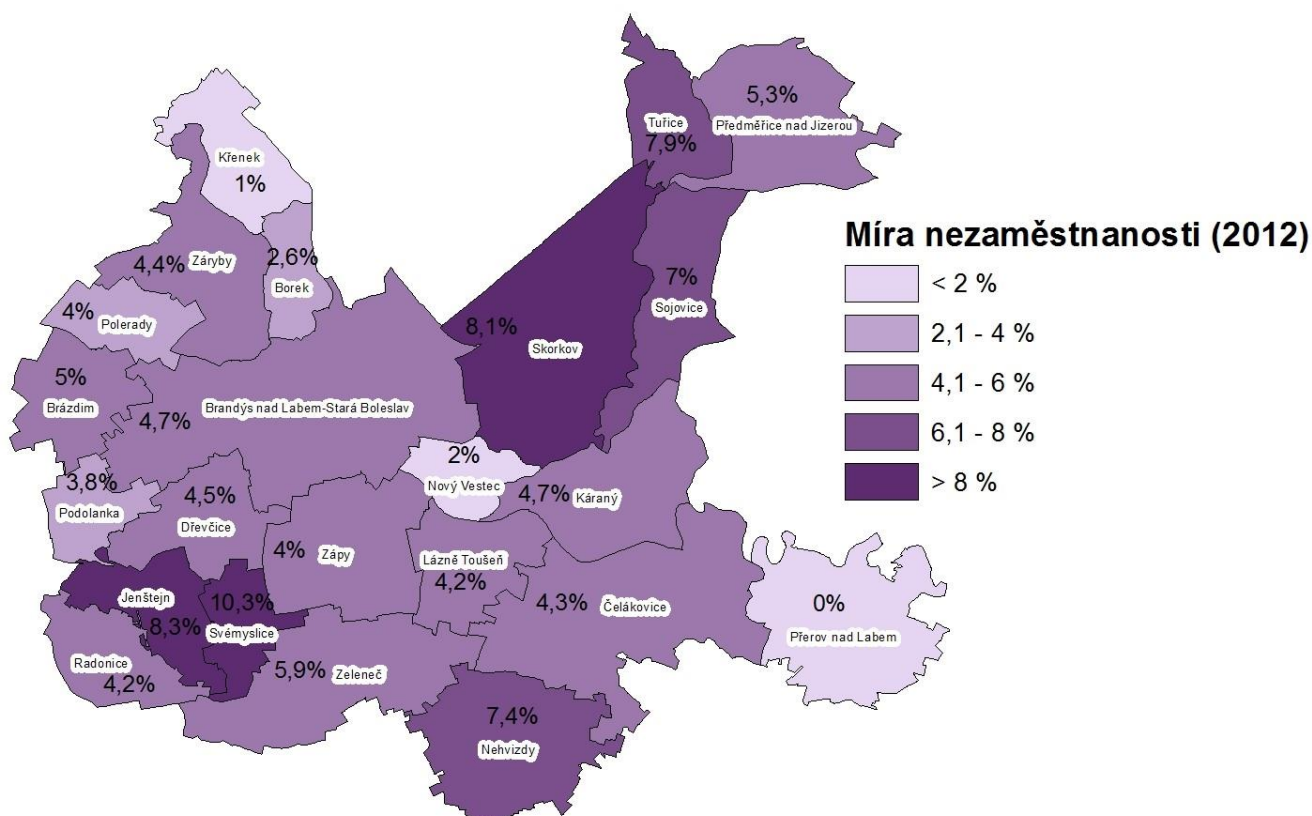 5,3%
Předměřice nad Jizerou
Tuřice
7,9%
Křenek
1%
Míra nezaměstnanosti (2012)
< 2 %
2,1 - 4 %
4,1 - 6 %
6,1 - 8 %
> 8 %
4,4%
Záryby
2,6%
Borek
7%
Sojovice
4%
Polerady
8,1%
Skorkov
5%
Brázdim
4,7%
Brandýs nad Labem-Stará Boleslav
2%
Nový Vestec
3,8%
Podolanka
4,5%
Dřevčice
4,7%
Káraný
4%
Zápy
Lázně Toušeň
4,2%
4,3%
Čelákovice
0%
Přerov nad Labem
Jenštejn
8,3%
10,3%
Svémyslice
Radonice
4,2%
5,9%
Zeleneč
7,4%
Nehvizdy